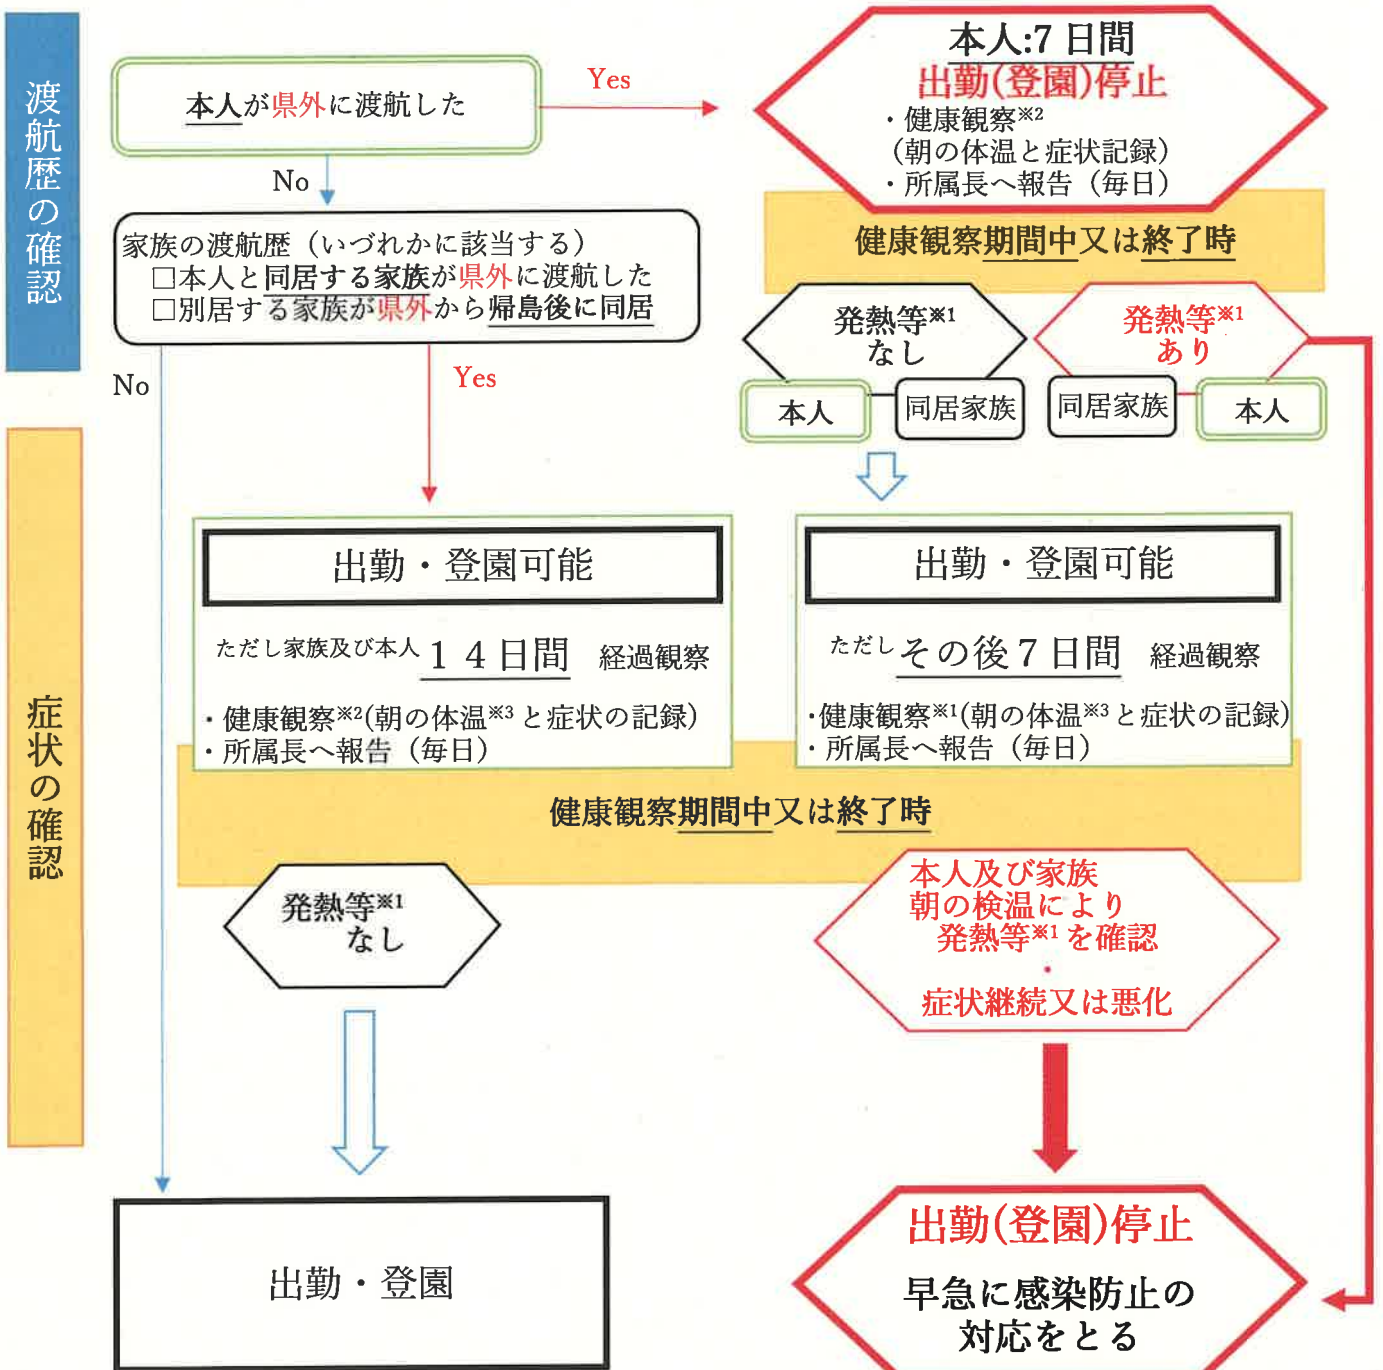 渡航歴の確認
本人が県外に渡航した
Yes
No
本人:7 日間
出勤(登園)停止
・健康観察※2
(朝の体温と症状記録)
・所属長へ報告（毎日）
健康観察期間中又は終了時
家族の渡航歴（いづれかに該当する）
□本人と同居する家族が県外に渡航した
□別居する家族が県外から帰島後に同居
No
Yes
発熱等※1
なし
本人
同居家族
発熱等※1
あり
同居家族
本人
症状の確認
出勤・登園可能
ただし家族及び本人 １４日間 経過観察
・健康観察※2(朝の体温※3 と症状の記録)
・所属長へ報告（毎日）
出勤・登園可能
ただし その後７日間 経過観察
・健康観察※1(朝の体温※3 と症状の記録)
・所属長へ報告（毎日）
健康観察期間中又は終了時
発熱等※1
なし
本人及び家族
朝の検温により
発熱等※1 を確認
・
症状継続又は悪化
出勤・登園
出勤(登園)停止
早急に感染防止の
対応をとる